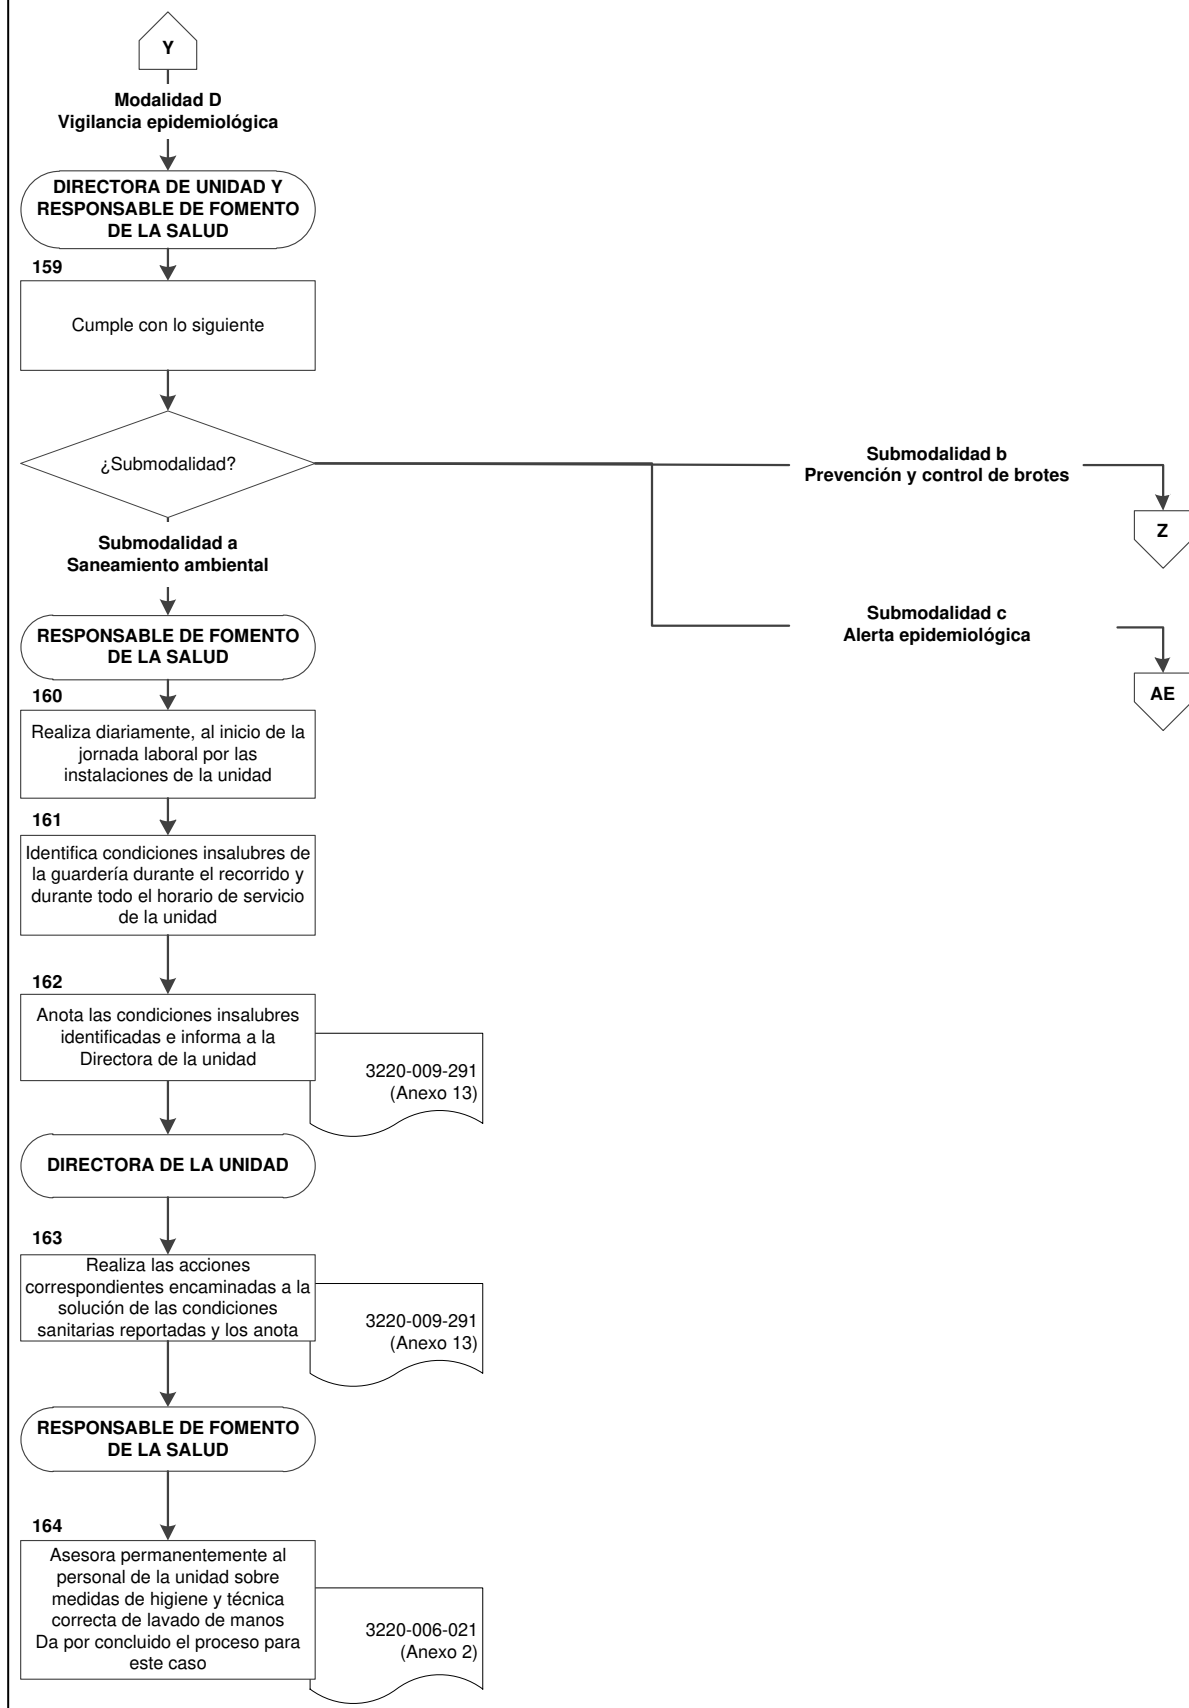 Y
Modalidad D
Vigilancia epidemiológica
DIRECTORA DE UNIDAD Y
RESPONSABLE DE FOMENTO
DE LA SALUD
159
Cumple con lo siguiente
¿Submodalidad?
Submodalidad b
Prevención y control de brotes
Z
Submodalidad c
Alerta epidemiológica
AE
Submodalidad a
Saneamiento ambiental
RESPONSABLE DE FOMENTO
DE LA SALUD
160
Realiza diariamente, al inicio de la
jornada laboral por las
instalaciones de la unidad
161
Identifica condiciones insalubres de
la guardería durante el recorrido y
durante todo el horario de servicio
de la unidad
162
Anota las condiciones insalubres
identificadas e informa a la
Directora de la unidad
3220-009-291
(Anexo 13)
DIRECTORA DE LA UNIDAD
163
Realiza las acciones
correspondientes encaminadas a la
solución de las condiciones
sanitarias reportadas y los anota
3220-009-291
(Anexo 13)
RESPONSABLE DE FOMENTO
DE LA SALUD
164
Asesora permanentemente al
personal de la unidad sobre
medidas de higiene y técnica
correcta de lavado de manos
Da por concluido el proceso para
este caso
3220-006-021
(Anexo 2)